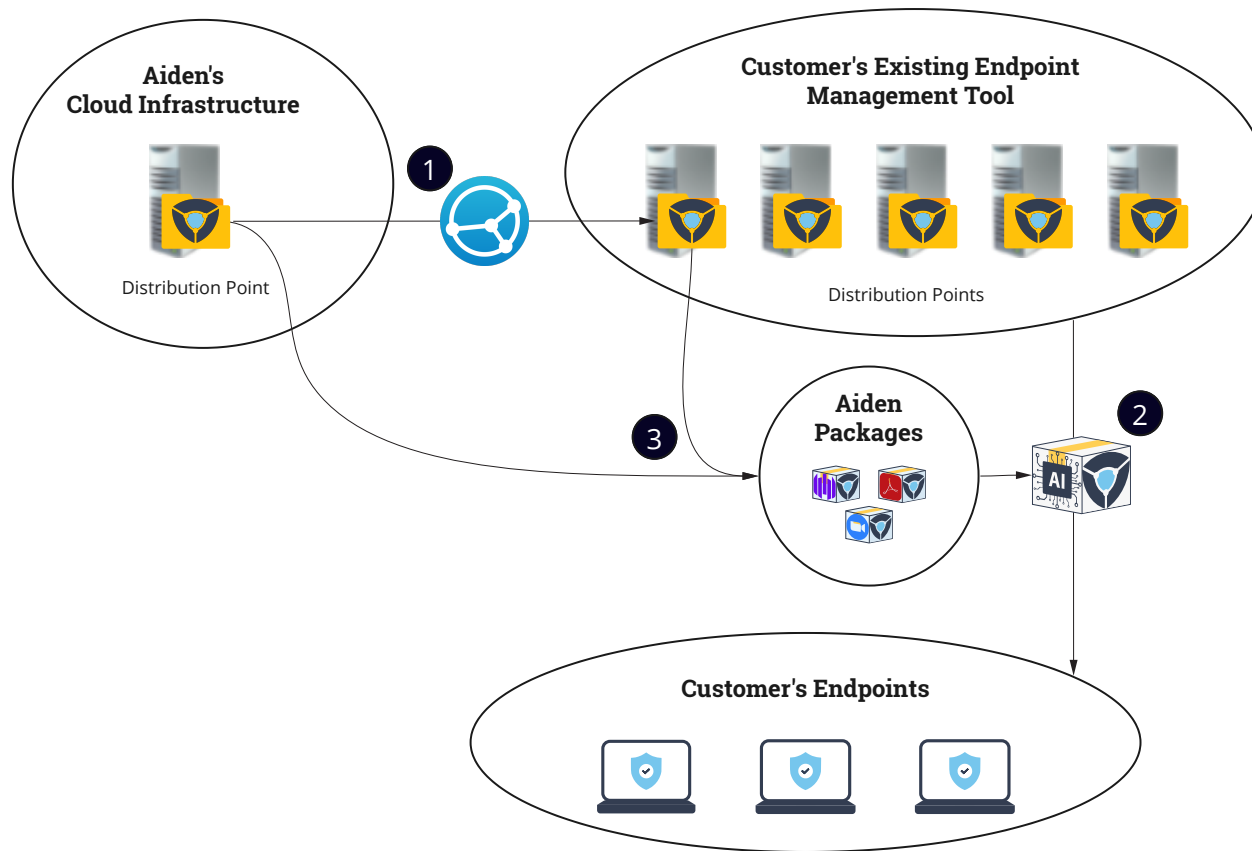 Aiden's
Cloud Infrastructure
Distribution Point
1
Customer's Existing Endpoint
Management Tool
Distribution Points
3
Aiden
Packages
2
AI
Customer's Endpoints